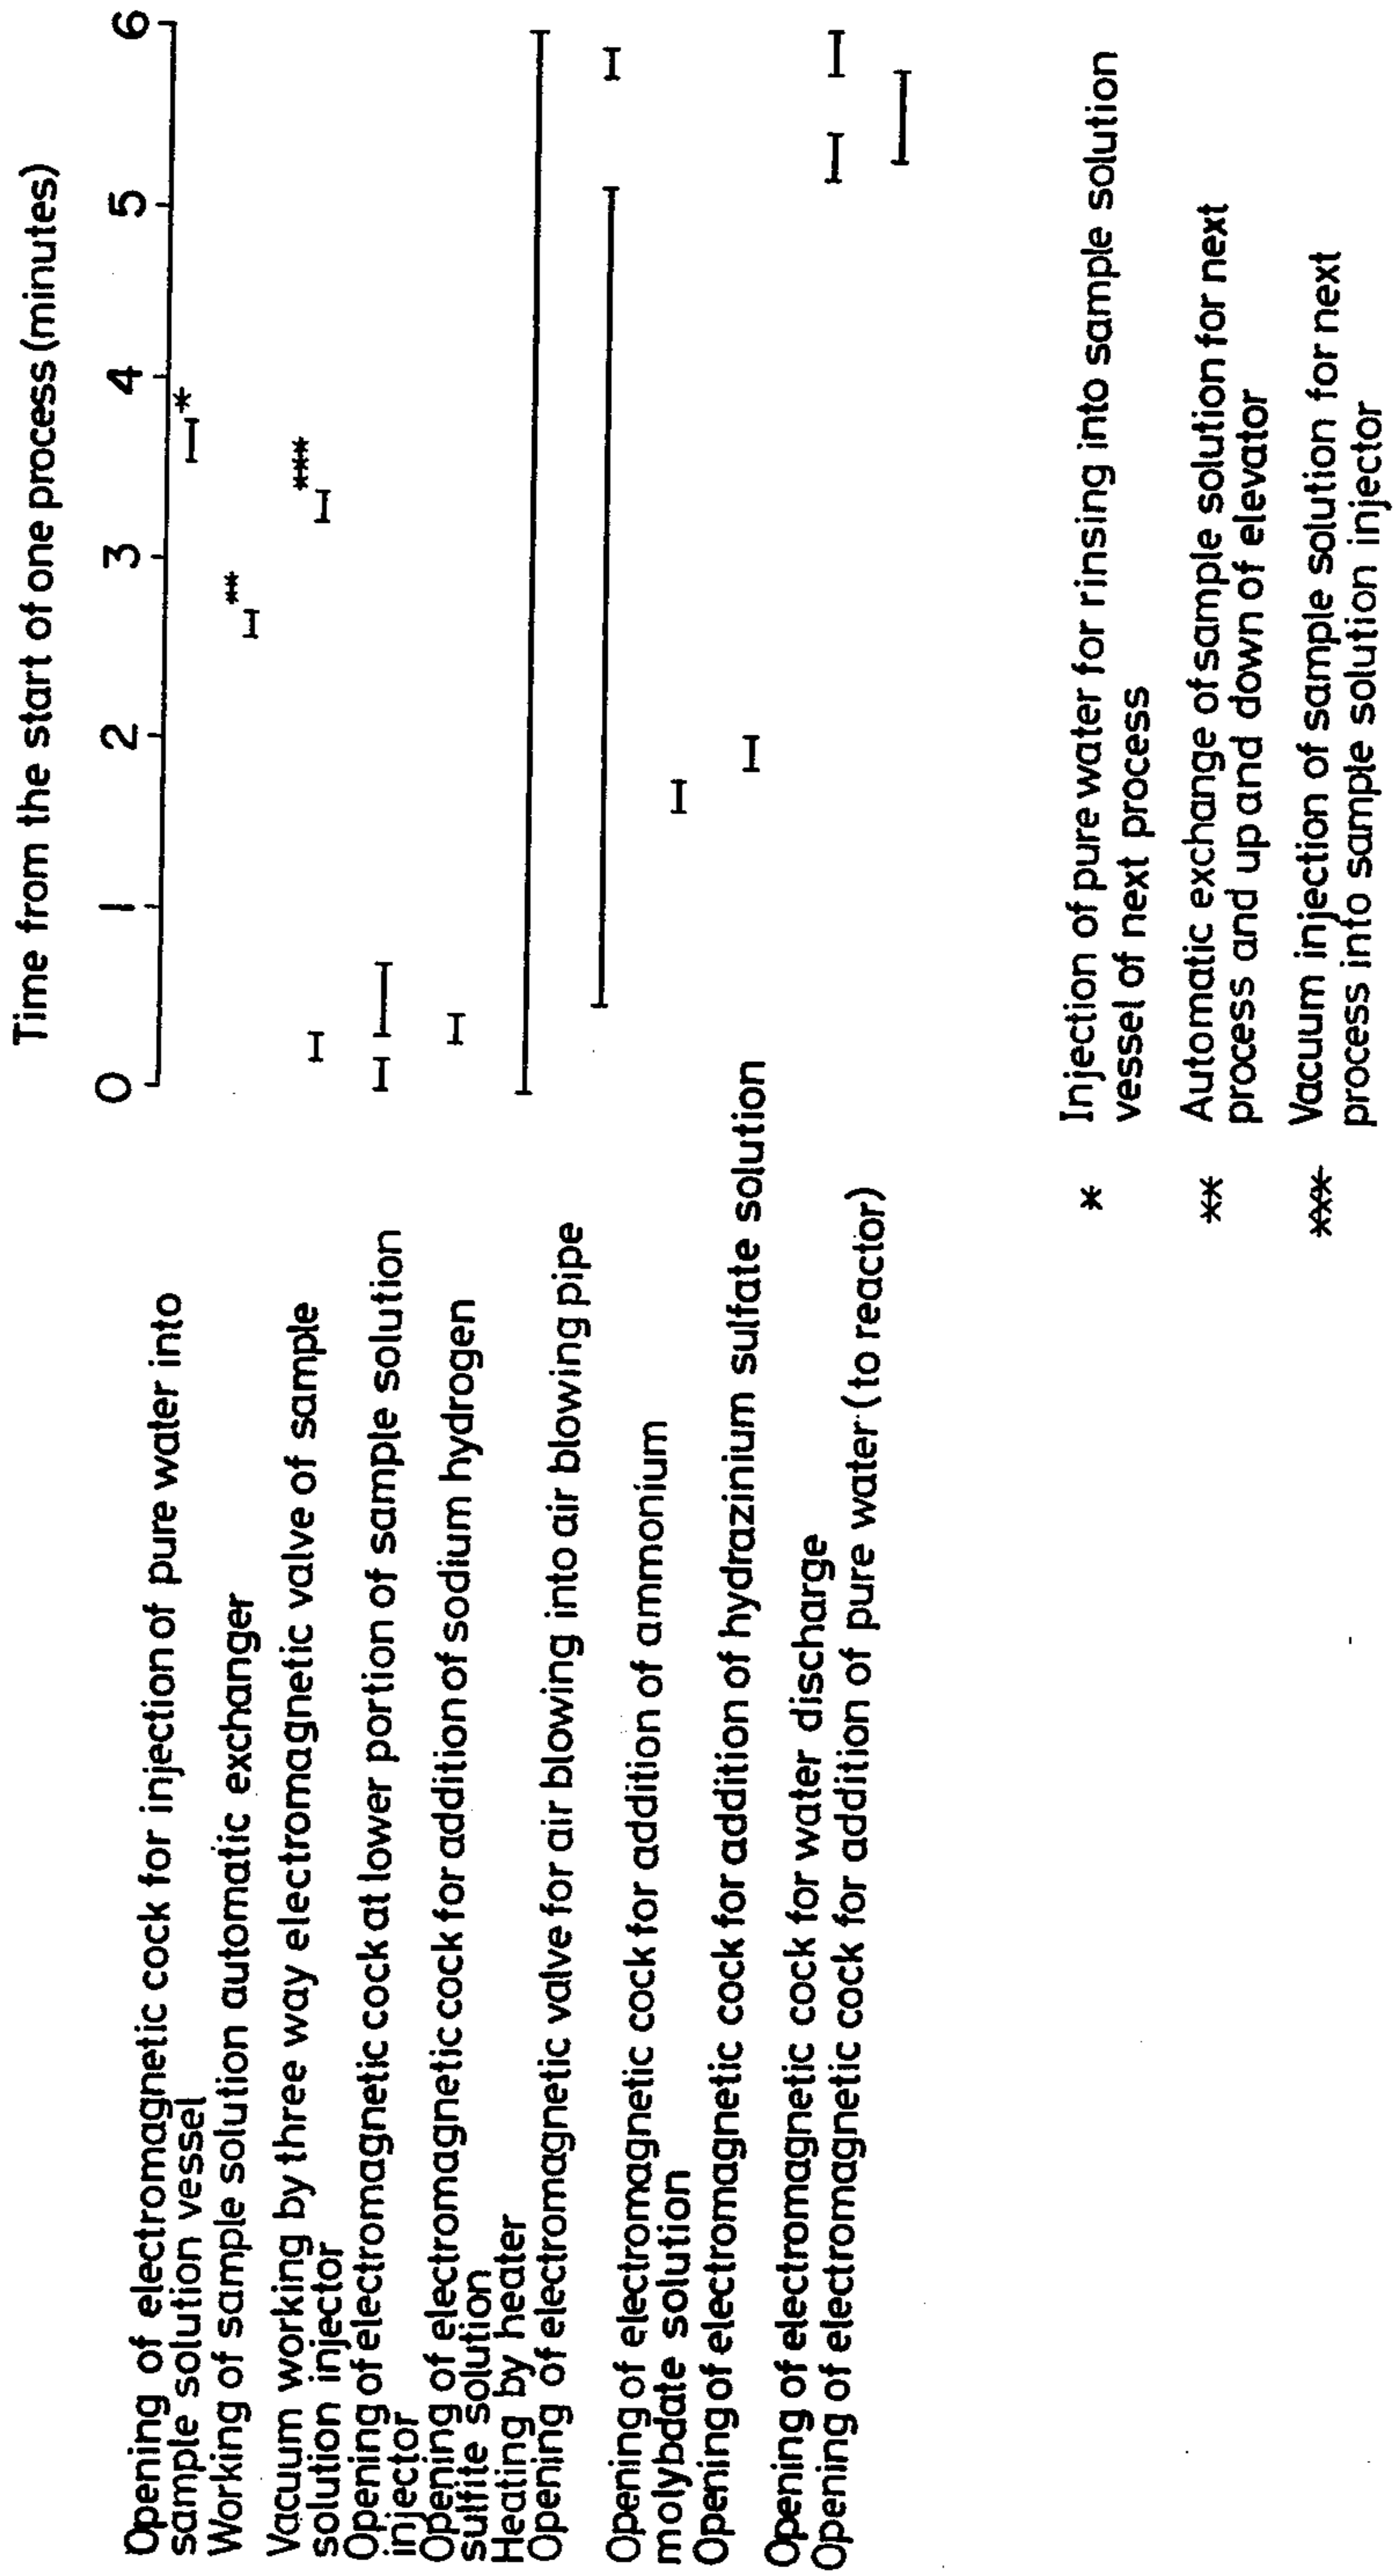 Time from the start of one process (minutes)
0 1 2 3 4 5 6
Opening of electromagnetic cock for injection of pure water into
sample solution vessel
*
Working of sample solution automatic exchanger
**
Vacuum working by three way electromagnetic valve of sample
solution injector
***
Opening of electromagnetic cock at lower portion of sample solution
injector
Opening of electromagnetic cock for addition of sodium hydrogen
sulfite solution
Heating by heater
Opening of electromagnetic valve for air blowing into air blowing pipe
Opening of electromagnetic cock for addition of ammonium
molybdate solution
Opening of electromagnetic cock for addition of hydrazinium sulfate solution
Opening of electromagnetic cock for water discharge
Opening of electromagnetic cock for addition of pure water (to reactor)
* Injection of pure water for rinsing into sample solution
vessel of next process
** Automatic exchange of sample solution for next
process and up and down of elevator
*** Vacuum injection of sample solution for next
process into sample solution injector